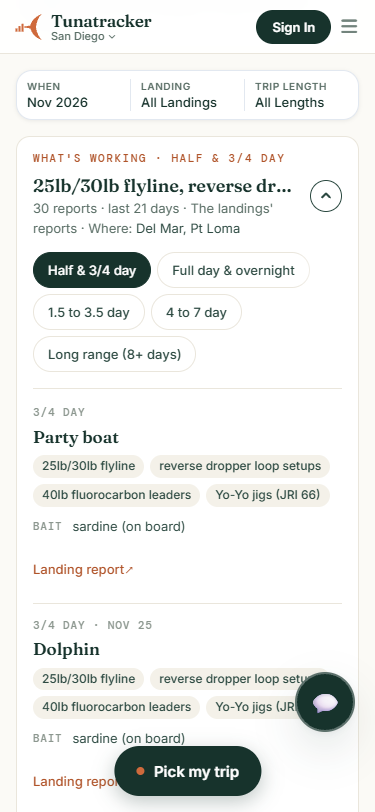 Tunatracker
San Diego
Sign In
WHEN
Nov 2026
LANDING
All Landings
TRIP LENGTH
All Lengths
WHAT'S WORKING · HALF & 3/4 DAY
25lb/30lb flyline, reverse dr...
30 reports · last 21 days · The landings'
reports · Where: Del Mar, Pt Loma
Half & 3/4 day
Full day & overnight
1.5 to 3.5 day
4 to 7 day
Long range (8+ days)
3/4 DAY
Party boat
25lb/30lb flyline
reverse dropper loop setups
40lb fluorocarbon leaders
Yo-Yo jigs (JRI 66)
BAIT sardine (on board)
Landing report↗
3/4 DAY · NOV 25
Dolphin
25lb/30lb flyline
reverse dropper loop
40lb fluorocarbon leaders
Yo-Yo jigs
BAIT sardine (on board)
Landing
Pick my trip